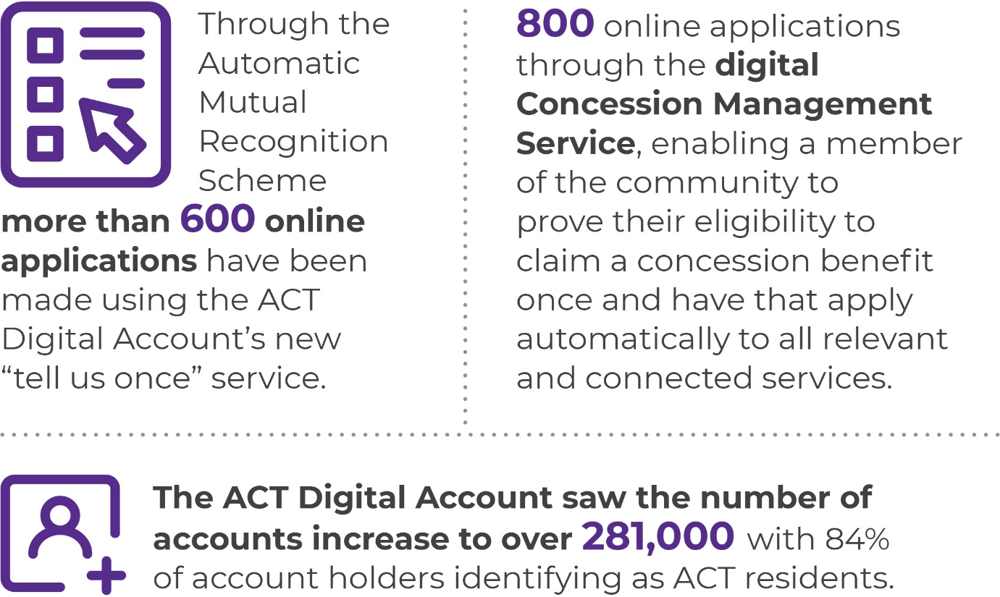 Through the
Automatic
Mutual
Recognition
Scheme
more than 600 online
applications have been
made using the ACT
Digital Account’s new
“tell us once” service.
800 online applications
through the digital
Concession Management
Service, enabling a member
of the community to
prove their eligibility to
claim a concession benefit
once and have that apply
automatically to all relevant
and connected services.
The ACT Digital Account saw the number of
accounts increase to over 281,000 with 84%
of account holders identifying as ACT residents.